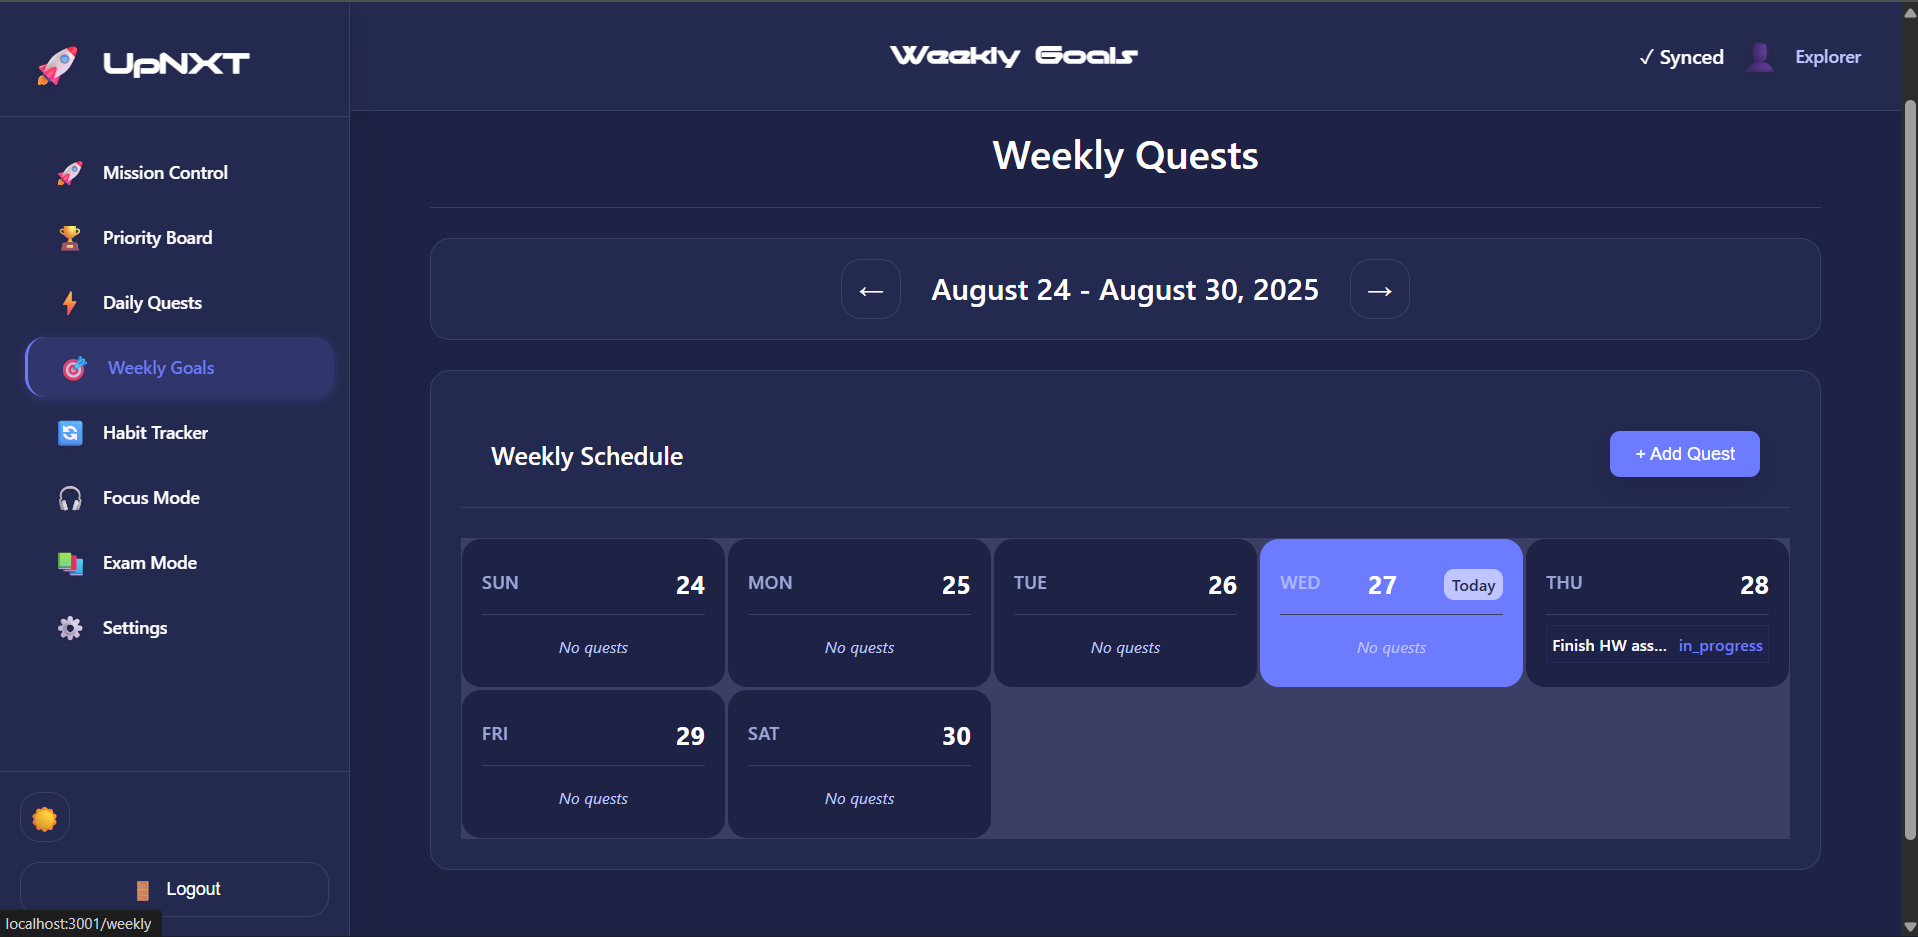 UpNXT
Weekly Goals
✓ Synced
Explorer
Mission Control
Priority Board
Daily Quests
Weekly Goals
Habit Tracker
Focus Mode
Exam Mode
Settings
Logout
localhost:3001/weekly
Weekly Quests
← August 24 - August 30, 2025 →
Weekly Schedule
+ Add Quest
SUN 24
No quests
MON 25
No quests
TUE 26
No quests
WED 27 Today
No quests
THU 28
Finish HW ass... in_progress
FRI 29
No quests
SAT 30
No quests